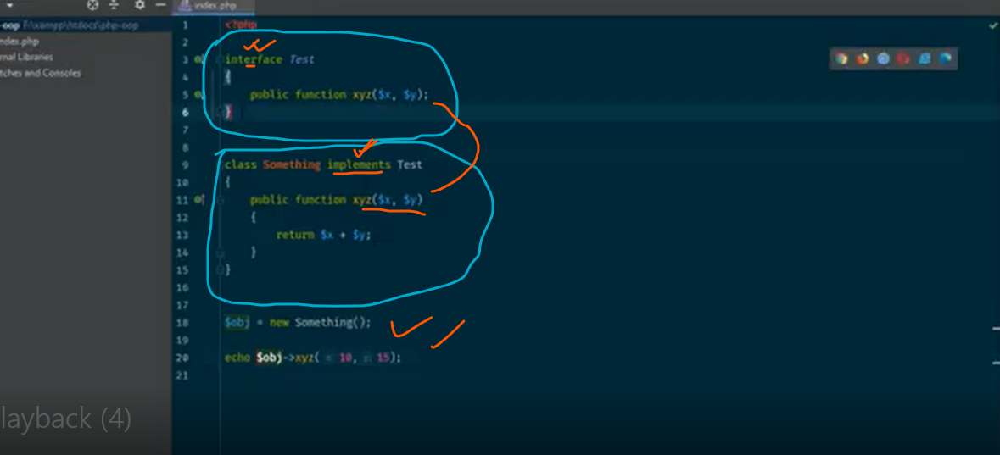 index.php
-oop F:\xampp\htdocs\php-oop
ndex.php
rnal Libraries
tches and Consoles
1 <?php
2
3 interface Test
4 {
5 public function xyz($x, $y);
6 }
7
8
9 class Something implements Test
10 {
11 public function xyz($x, $y)
12 {
13 return $x + $y;
14 }
15 }
16
17
18 $obj = new Something();
19
20 echo $obj->xyz( x: 10, y: 15);
21
layback (4)